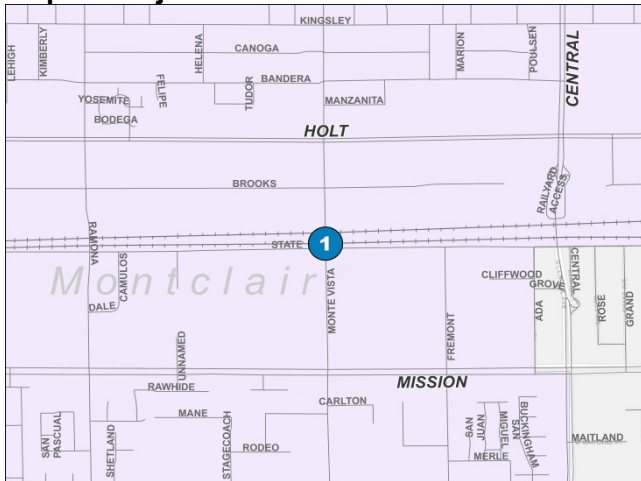 KINGSLEY
LEHIGH
KIMBERLY
HELENA
CANOGA
MARION
POULSEN
CENTRAL
FELIPE
BANDERA
TUDOR
YOSEMITE
MANZANITA
BODEGA
HOLT
BROOKS
RAILYARD
ACCESS
RAMONA
STATE
1
Montclair
CAMULOS
DALE
MONTE VISTA
CLIFFWOOD
GROVE
CENTRAL
ADA
ROSE
GRAND
FREMONT
UNNAMED
MISSION
RAWHIDE
MANE
CARLTON
SAN
PASCUAL
SHETLAND
STAGECOACH
RODEO
SAN
JUAN
MIGUEL
SAN
BUCKINGHAM
MERLE
MAITLAND